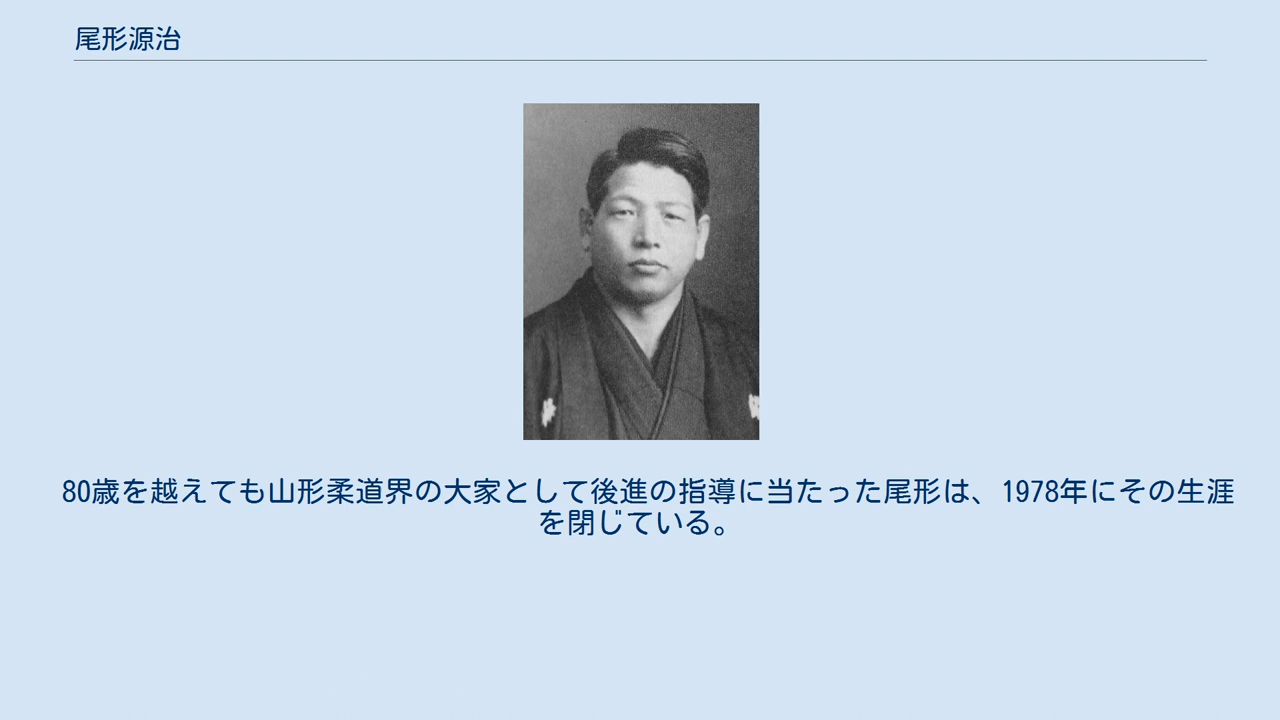 尾形源治
80歳を越えても山形柔道界の大家として後進の指導に当たった尾形は、1978年にその生涯
を閉じている。